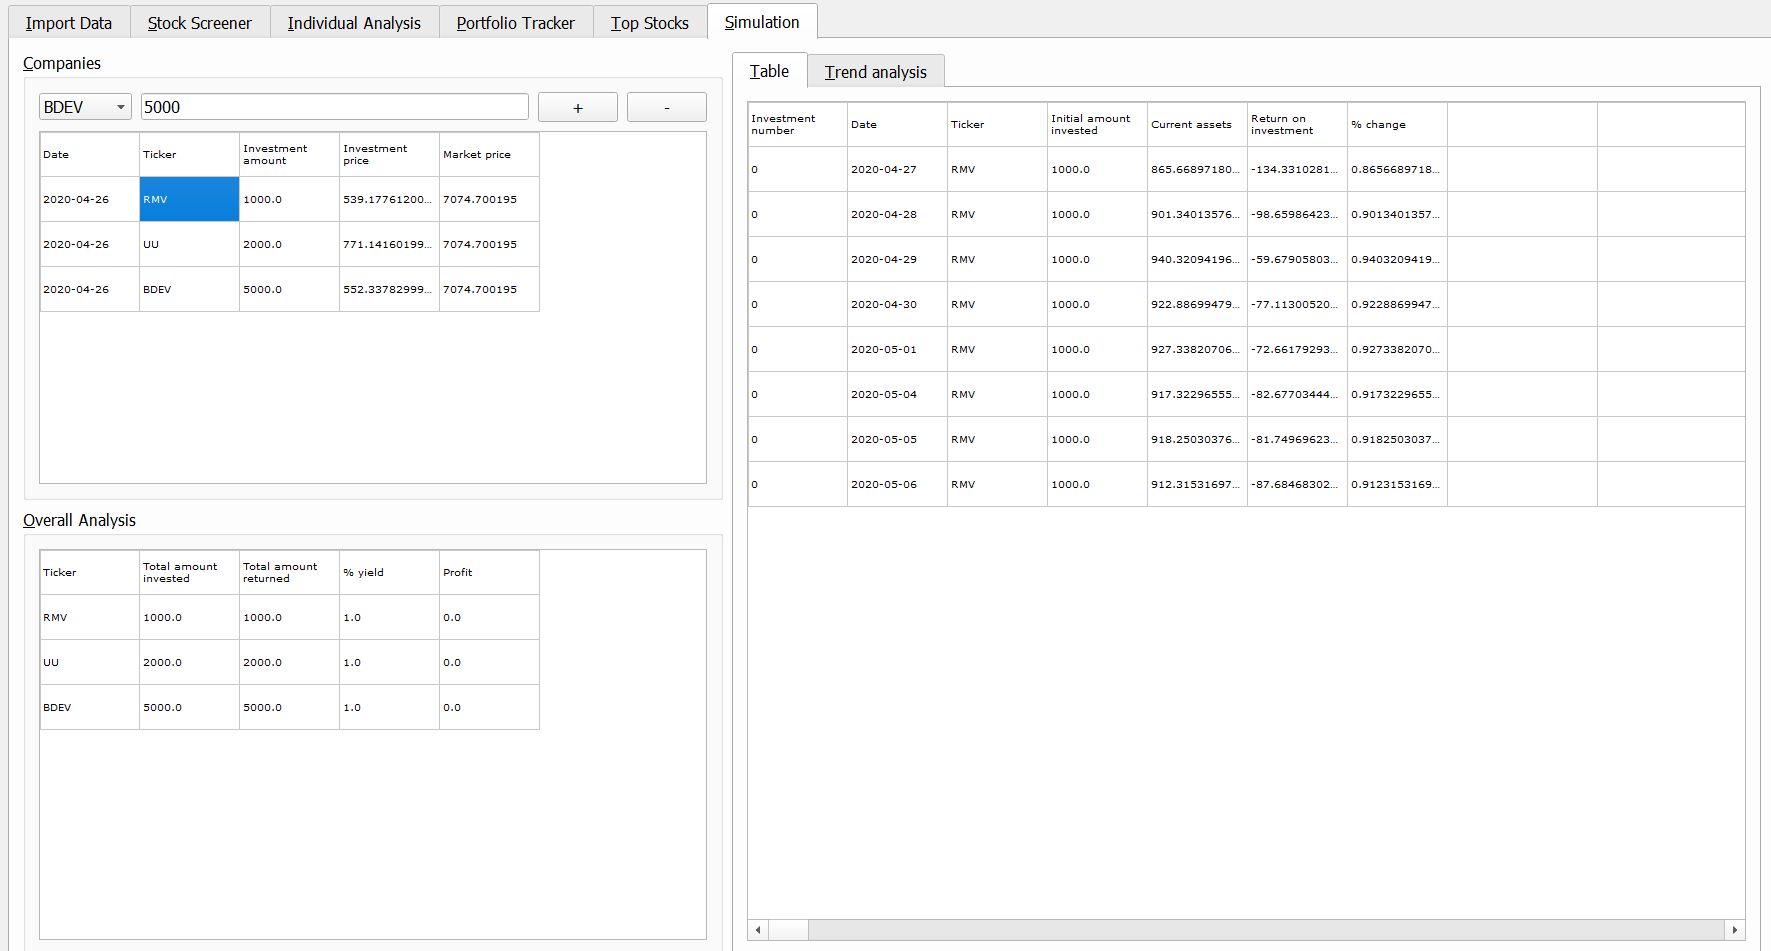 Import Data
Stock Screener
Individual Analysis
Portfolio Tracker
Top Stocks
Simulation
Companies
BDEV
5000
+
-
Date Ticker Investment amount Investment price Market price
2020-04-26 RMV 1000.0 539.17761200... 7074.700195
2020-04-26 UU 2000.0 771.14160199... 7074.700195
2020-04-26 BDEV 5000.0 552.33782999... 7074.700195
Overall Analysis
Ticker Total amount invested Total amount returned % yield Profit
RMV 1000.0 1000.0 1.0 0.0
UU 2000.0 2000.0 1.0 0.0
BDEV 5000.0 5000.0 1.0 0.0
Table
Trend analysis
Investment number Date Ticker Initial amount invested Current assets Return on investment % change
0 2020-04-27 RMV 1000.0 865.66897180... -134.3310281... 0.8656689718...
0 2020-04-28 RMV 1000.0 901.34013576... -98.65986423... 0.9013401357...
0 2020-04-29 RMV 1000.0 940.32094196... -59.67905803... 0.9403209419...
0 2020-04-30 RMV 1000.0 922.88699479... -77.11300520... 0.9228869947...
0 2020-05-01 RMV 1000.0 927.33820706... -72.66179293... 0.9273382070...
0 2020-05-04 RMV 1000.0 917.32296555... -82.67703444... 0.9173229655...
0 2020-05-05 RMV 1000.0 918.25030376... -81.74969623... 0.9182503037...
0 2020-05-06 RMV 1000.0 912.31531697... -87.68468302... 0.9123153169...